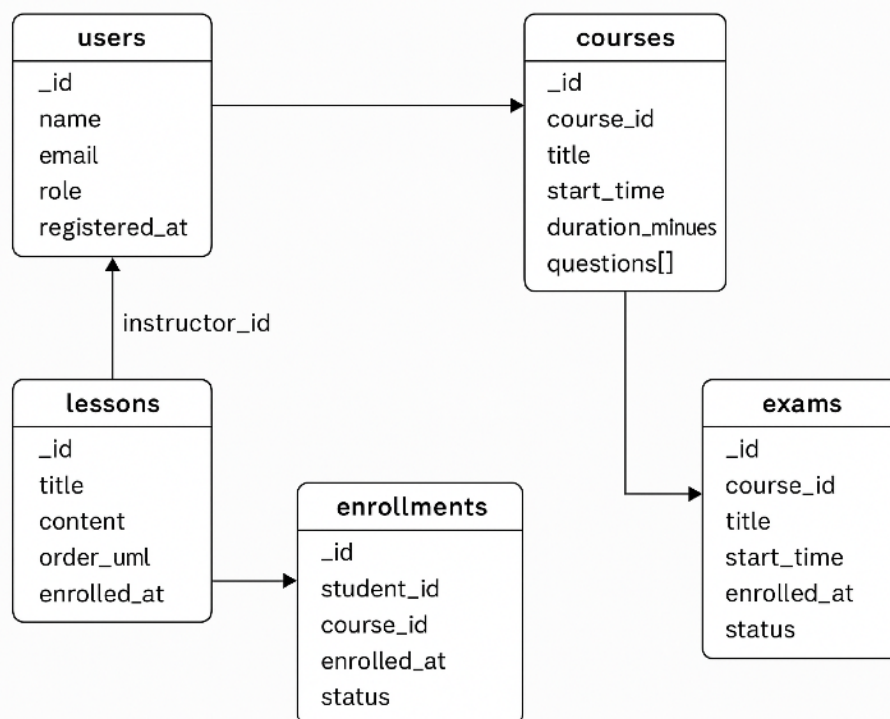 users
_id
name
email
role
registered_at
courses
_id
course_id
title
start_time
duration_minues
questions[]
instructor_id
lessons
_id
title
content
order_uml
enrolled_at
enrollments
_id
student_id
course_id
enrolled_at
status
exams
_id
course_id
title
start_time
enrolled_at
status